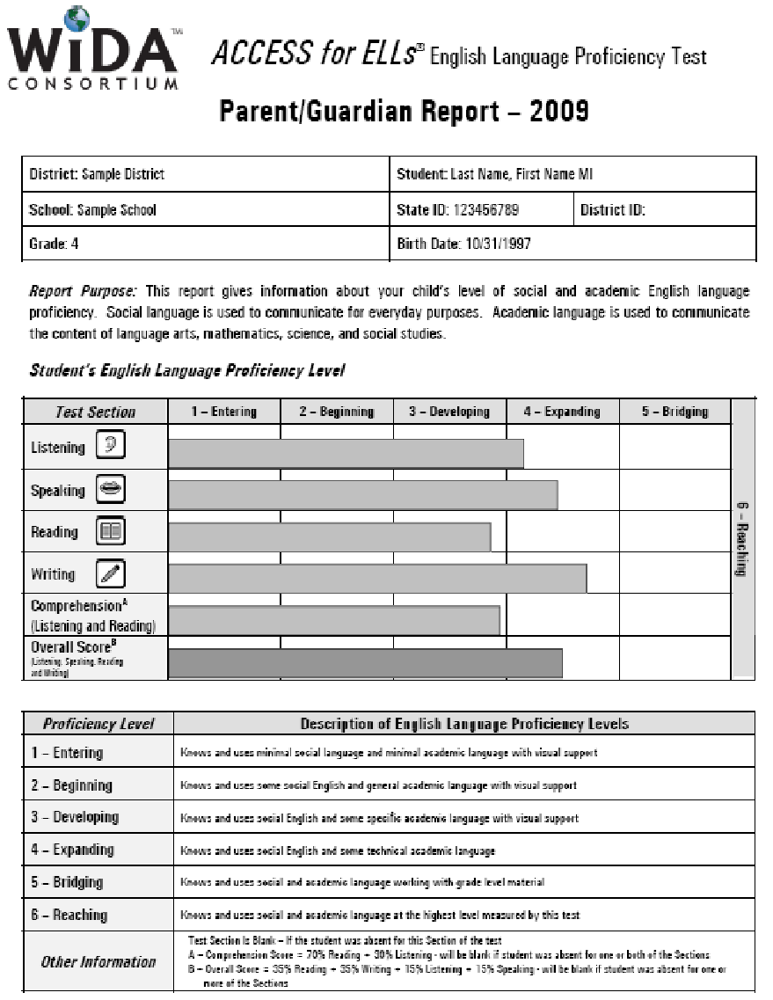 WiDA™
CONSORTIUM
ACCESS for ELLs® English Language Proficiency Test
Parent/Guardian Report – 2009
District: Sample District
Student: Last Name, First Name MI
School: Sample School
State ID: 123456789
District ID:
Grade: 4
Birth Date: 10/31/1997
Report Purpose: This report gives information about your child's level of social and academic English language
proficiency. Social language is used to communicate for everyday purposes. Academic language is used to communicate
the content of language arts, mathematics, science, and social studies.
Student's English Language Proficiency Level
Test Section
1 – Entering
2 – Beginning
3 – Developing
4 – Expanding
5 – Bridging
6 – Reaching
Listening
Speaking
Reading
Writing
Comprehension^A
(Listening and Reading)
Overall Score^B
(Listening, Speaking, Reading
and Writing)
Proficiency Level
Description of English Language Proficiency Levels
1 – Entering
Knows and uses minimal social language and minimal academic language with visual support
2 – Beginning
Knows and uses some social English and general academic language with visual support
3 – Developing
Knows and uses social English and some specific academic language with visual support
4 – Expanding
Knows and uses social English and some technical academic language
5 – Bridging
Knows and uses social and academic language working with grade level material
6 – Reaching
Knows and uses social and academic language at the highest level measured by this test
Other Information
Test Section Is Blank – If the student was absent for this Section of the test
A – Comprehension Score = 70% Reading + 30% Listening - will be blank if student was absent for one or both of the Sections
B – Overall Score = 35% Reading + 35% Writing + 15% Listening + 15% Speaking - will be blank if student was absent for one or
more of the Sections